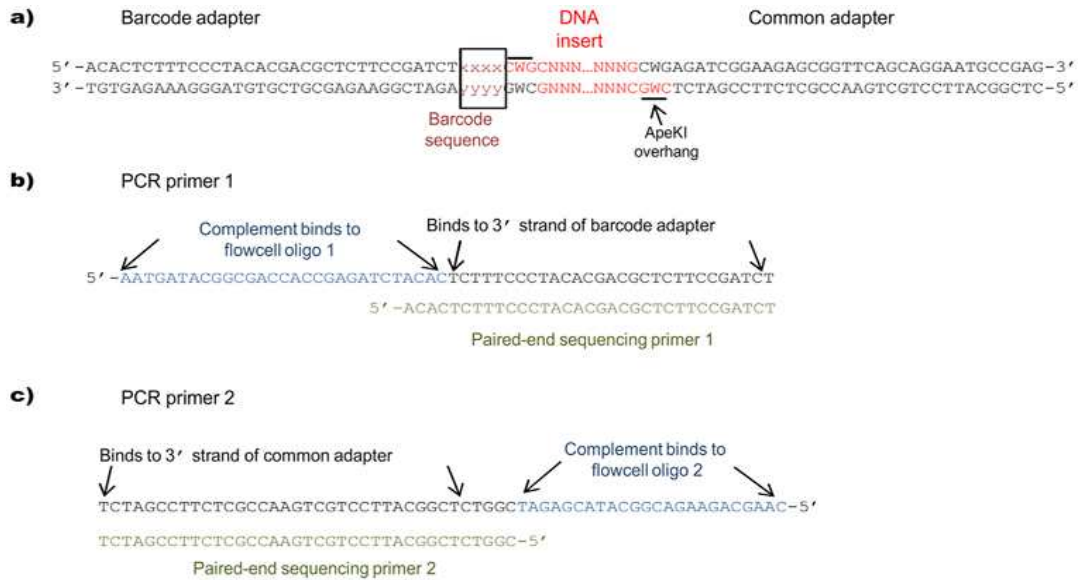 a) Barcode adapter DNA Common adapter
insert
5′-ACACTCTTTCCCTACACGACGCTCTTCCGATCTxxxxCWGCNNN…NNNGCWGAGATCGGAAGAGCGGTTCAGCAGGAATGCCGAG-3′
3′-TGTGAGAAAGGGATGTGCTGCGAGAAGGCTAGAyyyyGWCGNNN…NNNCGWCTCTAGCCTTCTCGCCAAGTCGTCCTTACGGCTC-5′
Barcode
sequence
ApeKI
overhang
b) PCR primer 1
Complement binds to
flowcell oligo 1
Binds to 3′ strand of barcode adapter
5′-AATGATACGGCGACCACCGAGATCTACACTCTTTCCCTACACGACGCTCTTCCGATCT
5′-ACACTCTTTCCCTACACGACGCTCTTCCGATCT
Paired-end sequencing primer 1
c) PCR primer 2
Binds to 3′ strand of common adapter
Complement binds to
flowcell oligo 2
TCTAGCCTTCTCGCCAAGTCGTCCTTACGGCTCTGGCTAGAGCATACGGCAGAAGACGAAC-5′
TCTAGCCTTCTCGCCAAGTCGTCCTTACGGCTCTGGC-5′
Paired-end sequencing primer 2